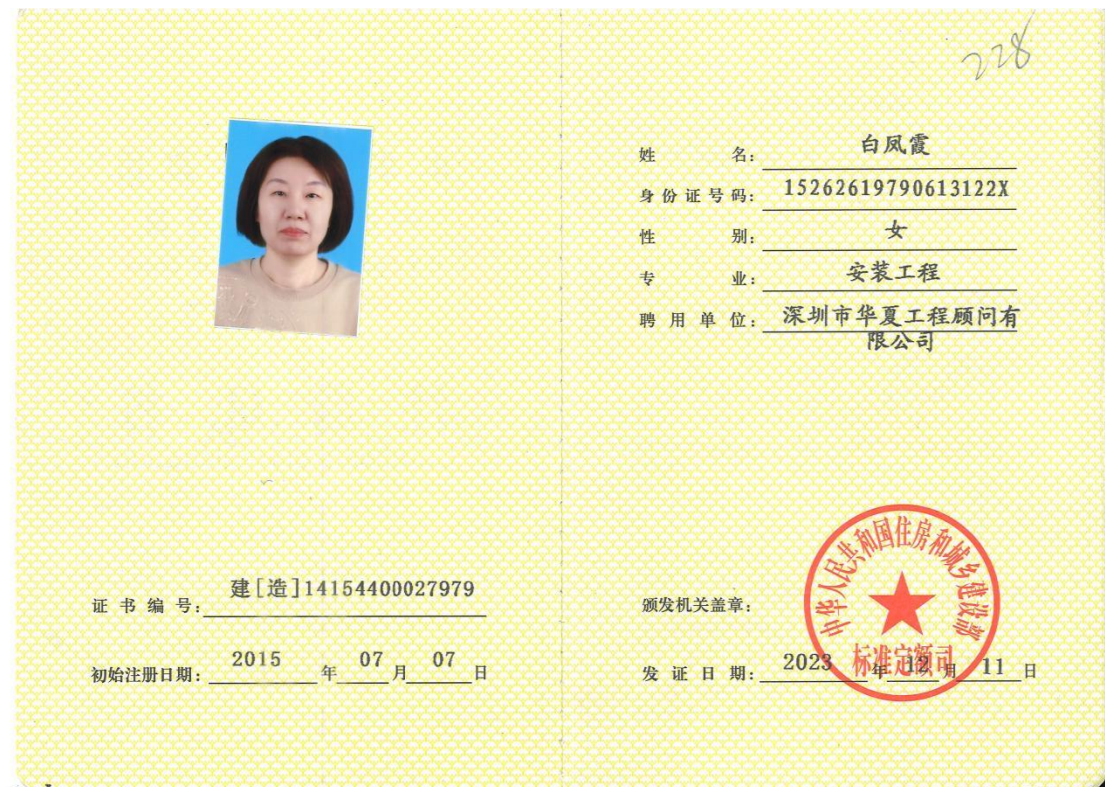 228
姓 名: 白凤霞
身份证号码: 15262619790613122X
性 别: 女
专 业: 安装工程
聘用单位: 深圳市华夏工程顾问有
限公司
证书编号: 建[造]14154400027979
初始注册日期: 2015 年 07 月 07 日
颁发机关盖章:
中华人民共和国住房和城乡建设部
标准定额司
发证日期: 2023 年 12 月 11 日